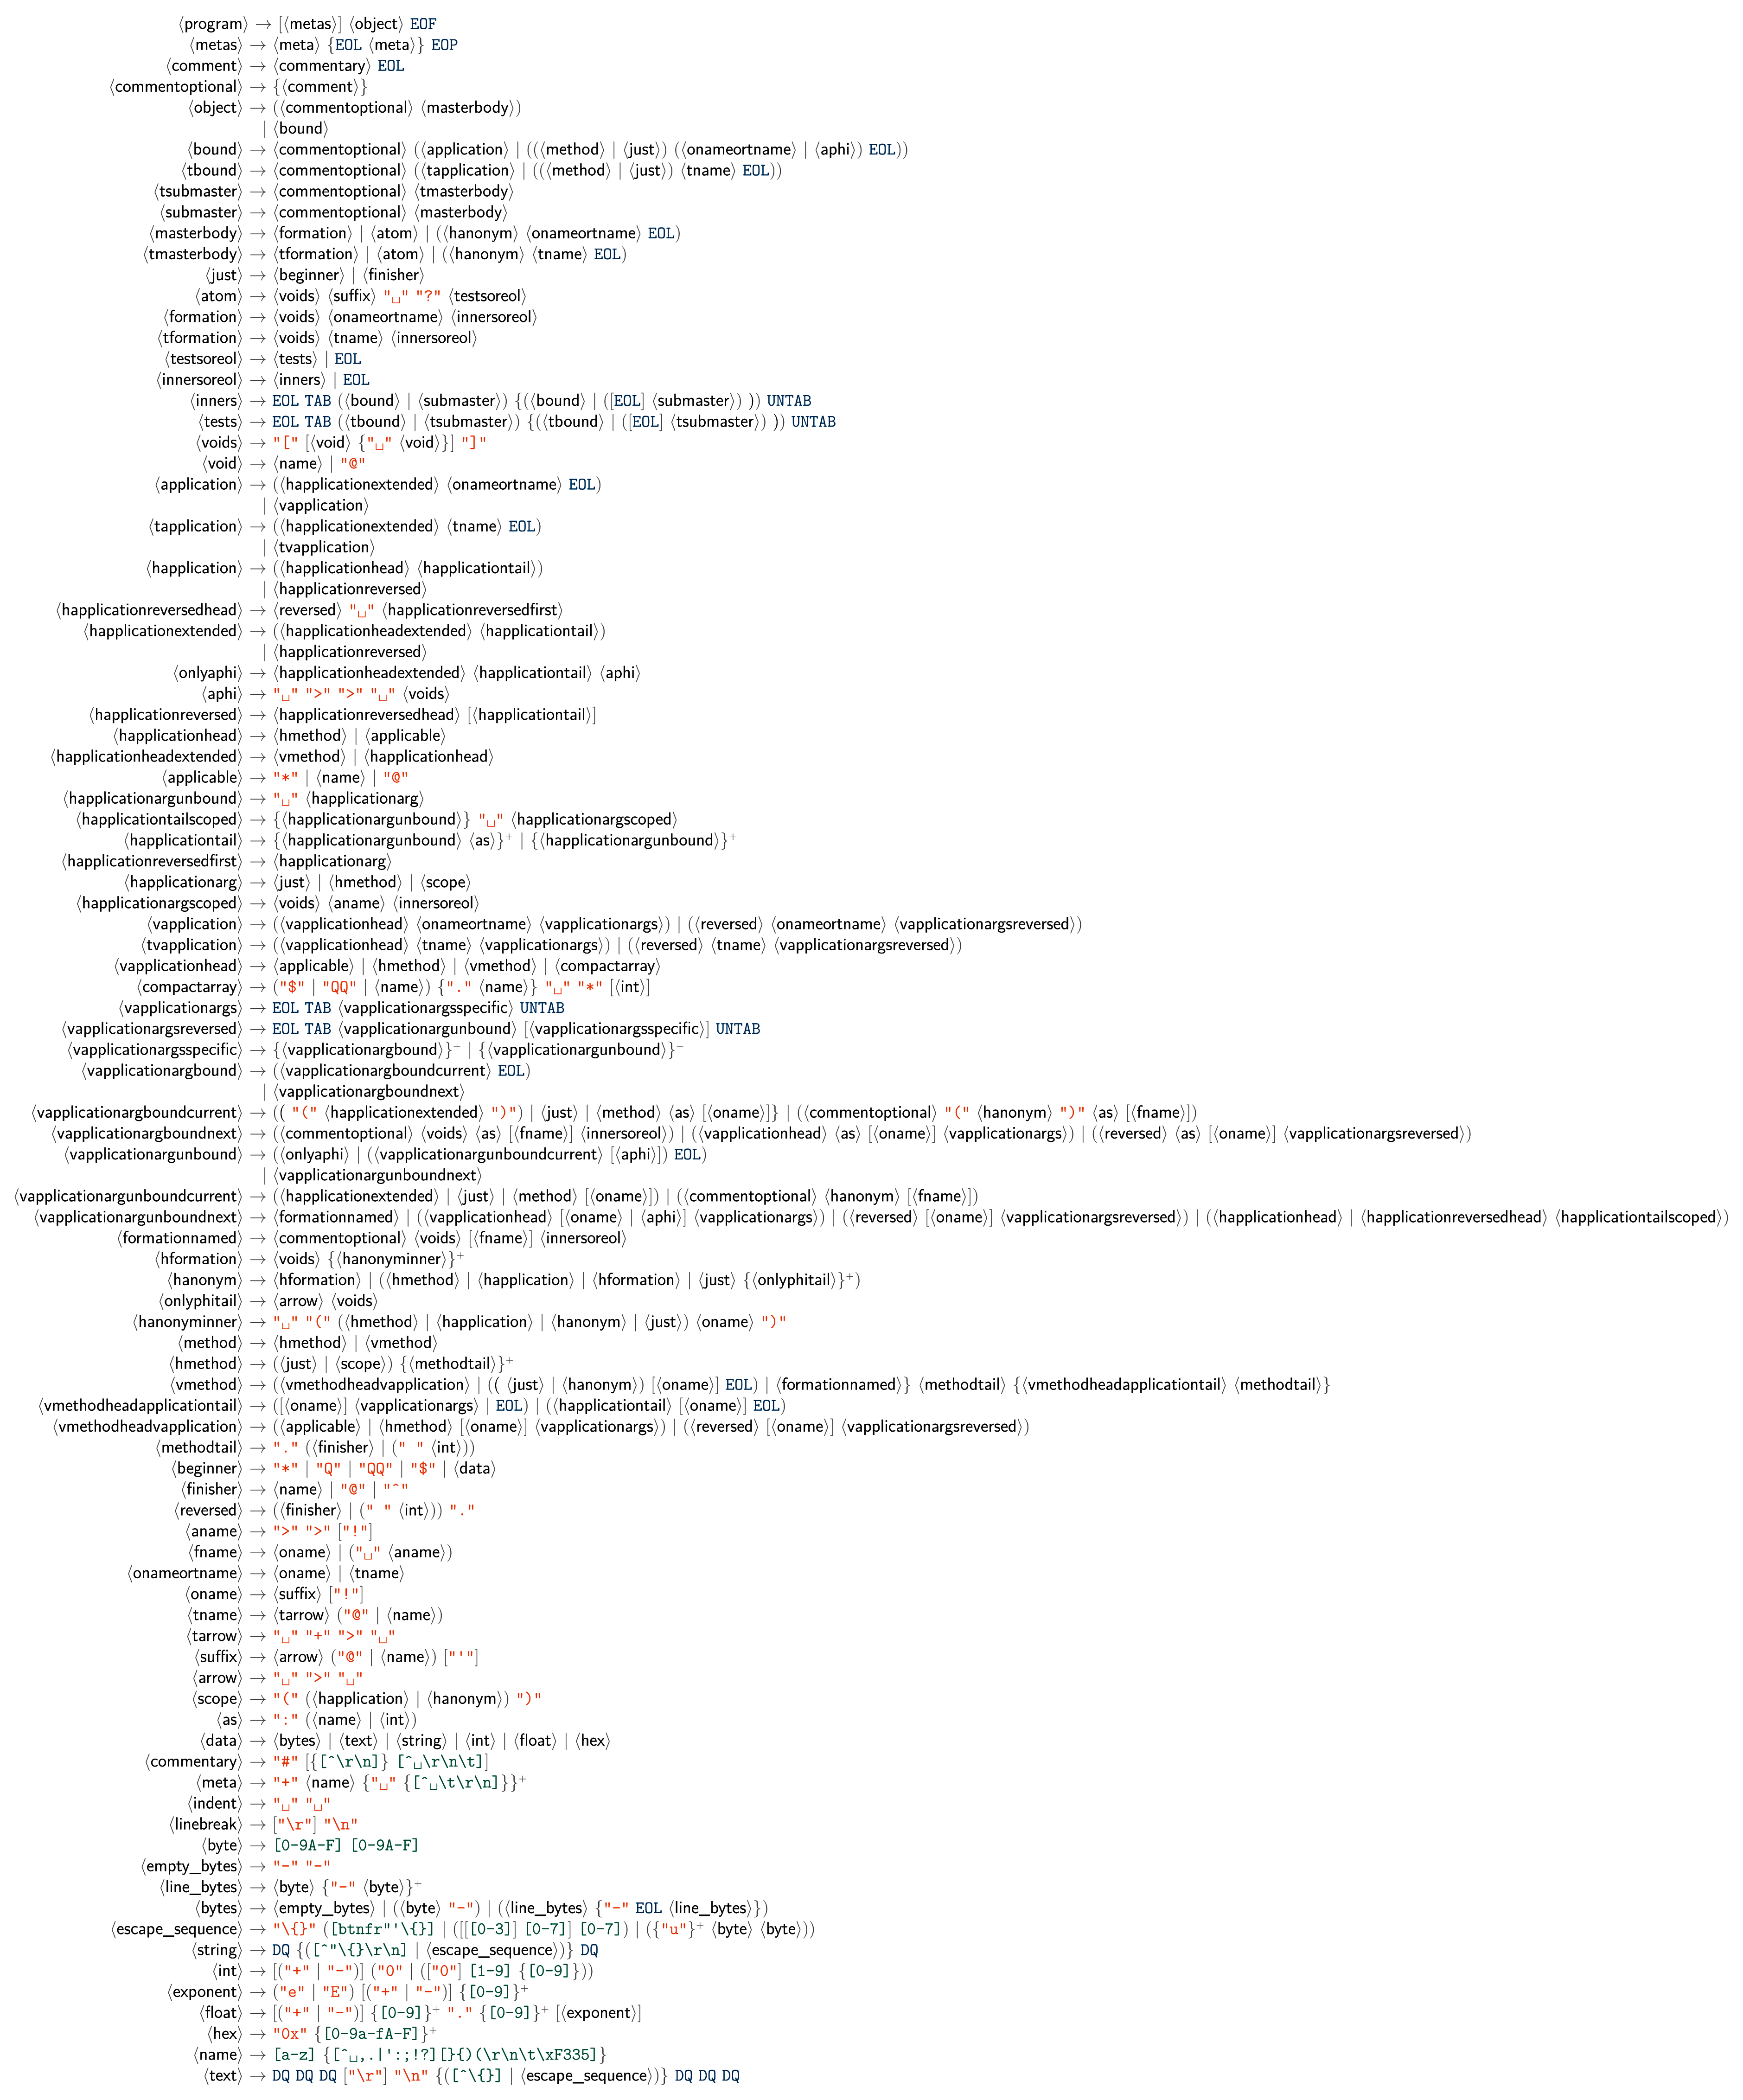 ⟨program⟩ → [⟨metas⟩] ⟨object⟩ EOF
⟨metas⟩ → ⟨meta⟩ {EOL ⟨meta⟩} EOP
⟨comment⟩ → ⟨commentary⟩ EOL
⟨commentoptional⟩ → {⟨comment⟩}
⟨object⟩ → (⟨commentoptional⟩ ⟨masterbody⟩)
| ⟨bound⟩
⟨bound⟩ → ⟨commentoptional⟩ (⟨application⟩ | ((⟨method⟩ | ⟨just⟩) (⟨onameortname⟩ | ⟨aphi⟩) EOL))
⟨tbound⟩ → ⟨commentoptional⟩ (⟨tapplication⟩ | ((⟨method⟩ | ⟨just⟩) ⟨tname⟩ EOL))
⟨tsubmaster⟩ → ⟨commentoptional⟩ ⟨tmasterbody⟩
⟨submaster⟩ → ⟨commentoptional⟩ ⟨masterbody⟩
⟨masterbody⟩ → ⟨formation⟩ | ⟨atom⟩ | (⟨hanonym⟩ ⟨onameortname⟩ EOL)
⟨tmasterbody⟩ → ⟨tformation⟩ | ⟨atom⟩ | (⟨hanonym⟩ ⟨tname⟩ EOL)
⟨just⟩ → ⟨beginner⟩ | ⟨finisher⟩
⟨atom⟩ → ⟨voids⟩ ⟨suffix⟩ "␣" "?" ⟨testsoreol⟩
⟨formation⟩ → ⟨voids⟩ ⟨onameortname⟩ ⟨innersoreol⟩
⟨tformation⟩ → ⟨voids⟩ ⟨tname⟩ ⟨innersoreol⟩
⟨testsoreol⟩ → ⟨tests⟩ | EOL
⟨innersoreol⟩ → ⟨inners⟩ | EOL
⟨inners⟩ → EOL TAB (⟨bound⟩ | ⟨submaster⟩) {(⟨bound⟩ | ([EOL] ⟨submaster⟩) )) UNTAB
⟨tests⟩ → EOL TAB (⟨tbound⟩ | ⟨tsubmaster⟩) {(⟨tbound⟩ | ([EOL] ⟨tsubmaster⟩) )) UNTAB
⟨voids⟩ → "[" [⟨void⟩ {"␣" ⟨void⟩}] "]"
⟨void⟩ → ⟨name⟩ | "@"
⟨application⟩ → (⟨happlicationextended⟩ ⟨onameortname⟩ EOL)
| ⟨vapplication⟩
⟨tapplication⟩ → (⟨happlicationextended⟩ ⟨tname⟩ EOL)
| ⟨tvapplication⟩
⟨happlication⟩ → (⟨happlicationhead⟩ ⟨happlicationtail⟩)
| ⟨happlicationreversed⟩
⟨happlicationreversedhead⟩ → ⟨reversed⟩ "␣" ⟨happlicationreversedfirst⟩
⟨happlicationextended⟩ → (⟨happlicationheadextended⟩ ⟨happlicationtail⟩)
| ⟨happlicationreversed⟩
⟨onlyaphi⟩ → ⟨happlicationheadextended⟩ ⟨happlicationtail⟩ ⟨aphi⟩
⟨aphi⟩ → "␣" ">" ">" "␣" ⟨voids⟩
⟨happlicationreversed⟩ → ⟨happlicationreversedhead⟩ [⟨happlicationtail⟩]
⟨happlicationhead⟩ → ⟨hmethod⟩ | ⟨applicable⟩
⟨happlicationheadextended⟩ → ⟨vmethod⟩ | ⟨happlicationhead⟩
⟨applicable⟩ → "*" | ⟨name⟩ | "@"
⟨happlicationargunbound⟩ → "␣" ⟨happlicationarg⟩
⟨happlicationtailscoped⟩ → {⟨happlicationargunbound⟩} "␣" ⟨happlicationargscoped⟩
⟨happlicationtail⟩ → {⟨happlicationargunbound⟩ ⟨as⟩}⁺ | {⟨happlicationargunbound⟩}⁺
⟨happlicationreversedfirst⟩ → ⟨happlicationarg⟩
⟨happlicationarg⟩ → ⟨just⟩ | ⟨hmethod⟩ | ⟨scope⟩
⟨happlicationargscoped⟩ → ⟨voids⟩ ⟨aname⟩ ⟨innersoreol⟩
⟨vapplication⟩ → (⟨vapplicationhead⟩ ⟨onameortname⟩ ⟨vapplicationargs⟩) | (⟨reversed⟩ ⟨onameortname⟩ ⟨vapplicationargsreversed⟩)
⟨tvapplication⟩ → (⟨vapplicationhead⟩ ⟨tname⟩ ⟨vapplicationargs⟩) | (⟨reversed⟩ ⟨tname⟩ ⟨vapplicationargsreversed⟩)
⟨vapplicationhead⟩ → ⟨applicable⟩ | ⟨hmethod⟩ | ⟨vmethod⟩ | ⟨compactarray⟩
⟨compactarray⟩ → ("$" | "QQ" | ⟨name⟩) {"." ⟨name⟩} "␣" "*" [⟨int⟩]
⟨vapplicationargs⟩ → EOL TAB ⟨vapplicationargsspecific⟩ UNTAB
⟨vapplicationargsreversed⟩ → EOL TAB ⟨vapplicationargunbound⟩ [⟨vapplicationargsspecific⟩] UNTAB
⟨vapplicationargsspecific⟩ → {⟨vapplicationargbound⟩}⁺ | {⟨vapplicationargunbound⟩}⁺
⟨vapplicationargbound⟩ → (⟨vapplicationargboundcurrent⟩ EOL)
| ⟨vapplicationargboundnext⟩
⟨vapplicationargboundcurrent⟩ → (( "(" ⟨happlicationextended⟩ ")") | ⟨just⟩ | ⟨method⟩ ⟨as⟩ [⟨oname⟩]} | (⟨commentoptional⟩ "(" ⟨hanonym⟩ ")" ⟨as⟩ [⟨fname⟩])
⟨vapplicationargboundnext⟩ → (⟨commentoptional⟩ ⟨voids⟩ ⟨as⟩ [⟨fname⟩] ⟨innersoreol⟩) | (⟨vapplicationhead⟩ ⟨as⟩ [⟨oname⟩] ⟨vapplicationargs⟩) | (⟨reversed⟩ ⟨as⟩ [⟨oname⟩] ⟨vapplicationargsreversed⟩)
⟨vapplicationargunbound⟩ → (⟨onlyaphi⟩ | (⟨vapplicationargunboundcurrent⟩ [⟨aphi⟩]) EOL)
| ⟨vapplicationargunboundnext⟩
⟨vapplicationargunboundcurrent⟩ → (⟨happlicationextended⟩ | ⟨just⟩ | ⟨method⟩ [⟨oname⟩]) | (⟨commentoptional⟩ ⟨hanonym⟩ [⟨fname⟩])
⟨vapplicationargunboundnext⟩ → ⟨formationnamed⟩ | (⟨vapplicationhead⟩ [⟨oname⟩ | ⟨aphi⟩] ⟨vapplicationargs⟩) | (⟨reversed⟩ [⟨oname⟩] ⟨vapplicationargsreversed⟩) | (⟨happlicationhead⟩ | ⟨happlicationreversedhead⟩ ⟨happlicationtailscoped⟩)
⟨formationnamed⟩ → ⟨commentoptional⟩ ⟨voids⟩ [⟨fname⟩] ⟨innersoreol⟩
⟨hformation⟩ → ⟨voids⟩ {⟨hanonyminner⟩}⁺
⟨hanonym⟩ → ⟨hformation⟩ | (⟨hmethod⟩ | ⟨happlication⟩ | ⟨hformation⟩ | ⟨just⟩ {⟨onlyphitail⟩}⁺)
⟨onlyphitail⟩ → ⟨arrow⟩ ⟨voids⟩
⟨hanonyminner⟩ → "␣" "(" (⟨hmethod⟩ | ⟨happlication⟩ | ⟨hanonym⟩ | ⟨just⟩) ⟨oname⟩ ")"
⟨method⟩ → ⟨hmethod⟩ | ⟨vmethod⟩
⟨hmethod⟩ → (⟨just⟩ | ⟨scope⟩) {⟨methodtail⟩}⁺
⟨vmethod⟩ → (⟨vmethodheadvapplication⟩ | (( ⟨just⟩ | ⟨hanonym⟩) [⟨oname⟩] EOL) | ⟨formationnamed⟩} ⟨methodtail⟩ {⟨vmethodheadapplicationtail⟩ ⟨methodtail⟩}
⟨vmethodheadapplicationtail⟩ → ([⟨oname⟩] ⟨vapplicationargs⟩ | EOL) | (⟨happlicationtail⟩ [⟨oname⟩] EOL)
⟨vmethodheadvapplication⟩ → (⟨applicable⟩ | ⟨hmethod⟩ [⟨oname⟩] ⟨vapplicationargs⟩) | (⟨reversed⟩ [⟨oname⟩] ⟨vapplicationargsreversed⟩)
⟨methodtail⟩ → "." (⟨finisher⟩ | (" " ⟨int⟩))
⟨beginner⟩ → "*" | "Q" | "QQ" | "$" | ⟨data⟩
⟨finisher⟩ → ⟨name⟩ | "@" | "^"
⟨reversed⟩ → (⟨finisher⟩ | (" " ⟨int⟩)) "."
⟨aname⟩ → ">" ">" ["!"]
⟨fname⟩ → ⟨oname⟩ | ("␣" ⟨aname⟩)
⟨onameortname⟩ → ⟨oname⟩ | ⟨tname⟩
⟨oname⟩ → ⟨suffix⟩ ["!"]
⟨tname⟩ → ⟨tarrow⟩ ("@" | ⟨name⟩)
⟨tarrow⟩ → "␣" "+" ">" "␣"
⟨suffix⟩ → ⟨arrow⟩ ("@" | ⟨name⟩) ["'"]
⟨arrow⟩ → "␣" ">" "␣"
⟨scope⟩ → "(" (⟨happlication⟩ | ⟨hanonym⟩) ")"
⟨as⟩ → ":" (⟨name⟩ | ⟨int⟩)
⟨data⟩ → ⟨bytes⟩ | ⟨text⟩ | ⟨string⟩ | ⟨int⟩ | ⟨float⟩ | ⟨hex⟩
⟨commentary⟩ → "#" [{[^\r\n]} [^␣\r\n\t]]
⟨meta⟩ → "+" ⟨name⟩ {"␣" {[^␣\t\r\n]}}⁺
⟨indent⟩ → "␣" "␣"
⟨linebreak⟩ → ["\r"] "\n"
⟨byte⟩ → [0-9A-F] [0-9A-F]
⟨empty_bytes⟩ → "-" "-"
⟨line_bytes⟩ → ⟨byte⟩ {"-" ⟨byte⟩}⁺
⟨bytes⟩ → ⟨empty_bytes⟩ | (⟨byte⟩ "-") | (⟨line_bytes⟩ {"-" EOL ⟨line_bytes⟩})
⟨escape_sequence⟩ → "\{}" ([btnfr"'\{}] | ([[[0-3]] [0-7]] [0-7]) | ({"u"}⁺ ⟨byte⟩ ⟨byte⟩))
⟨string⟩ → DQ {([^"\{}\r\n] | ⟨escape_sequence⟩)} DQ
⟨int⟩ → [("+" | "-")] ("0" | (["0"] [1-9] {[0-9]}))
⟨exponent⟩ → ("e" | "E") [("+" | "-")] {[0-9]}⁺
⟨float⟩ → [("+" | "-")] {[0-9]}⁺ "." {[0-9]}⁺ [⟨exponent⟩]
⟨hex⟩ → "0x" {[0-9a-fA-F]}⁺
⟨name⟩ → [a-z] {[^␣,.|':;!?][}{)(\r\n\t\xF335]}
⟨text⟩ → DQ DQ DQ ["\r"] "\n" {([^\{}] | ⟨escape_sequence⟩)} DQ DQ DQ